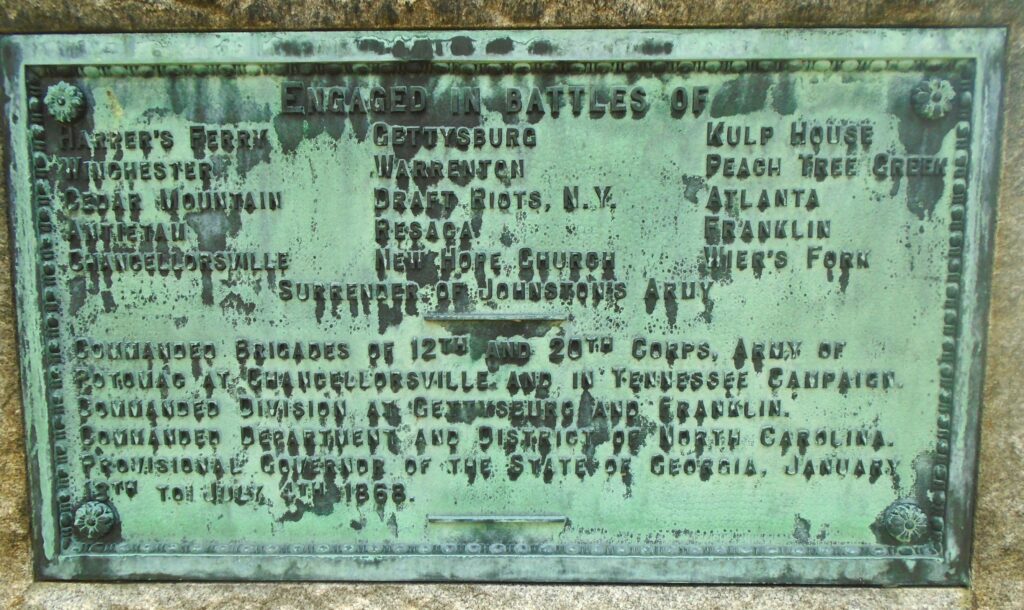 ENGAGED IN BATTLES OF
HARPER'S FERRY
WINCHESTER
CEDAR MOUNTAIN
ANTIETAM
CHANCELLORSVILLE
GETTYSBURG
WARRENTON
DRAFT RIOTS, N.Y.
RESACA
NEW HOPE CHURCH
KULP HOUSE
PEACH TREE CREEK
ATLANTA
FRANKLIN
WIER'S FORK
SURRENDER OF JOHNSTON'S ARMY
COMMANDED BRIGADES OF 12TH AND 20TH CORPS, ARMY OF
POTOMAC AT CHANCELLORSVILLE, AND IN TENNESSEE CAMPAIGN.
COMMANDED DIVISION AT GETTYSBURG AND FRANKLIN.
COMMANDED DEPARTMENT AND DISTRICT OF NORTH CAROLINA.
PROVISIONAL GOVERNOR OF THE STATE OF GEORGIA, JANUARY
13TH TO JULY 4TH 1868.